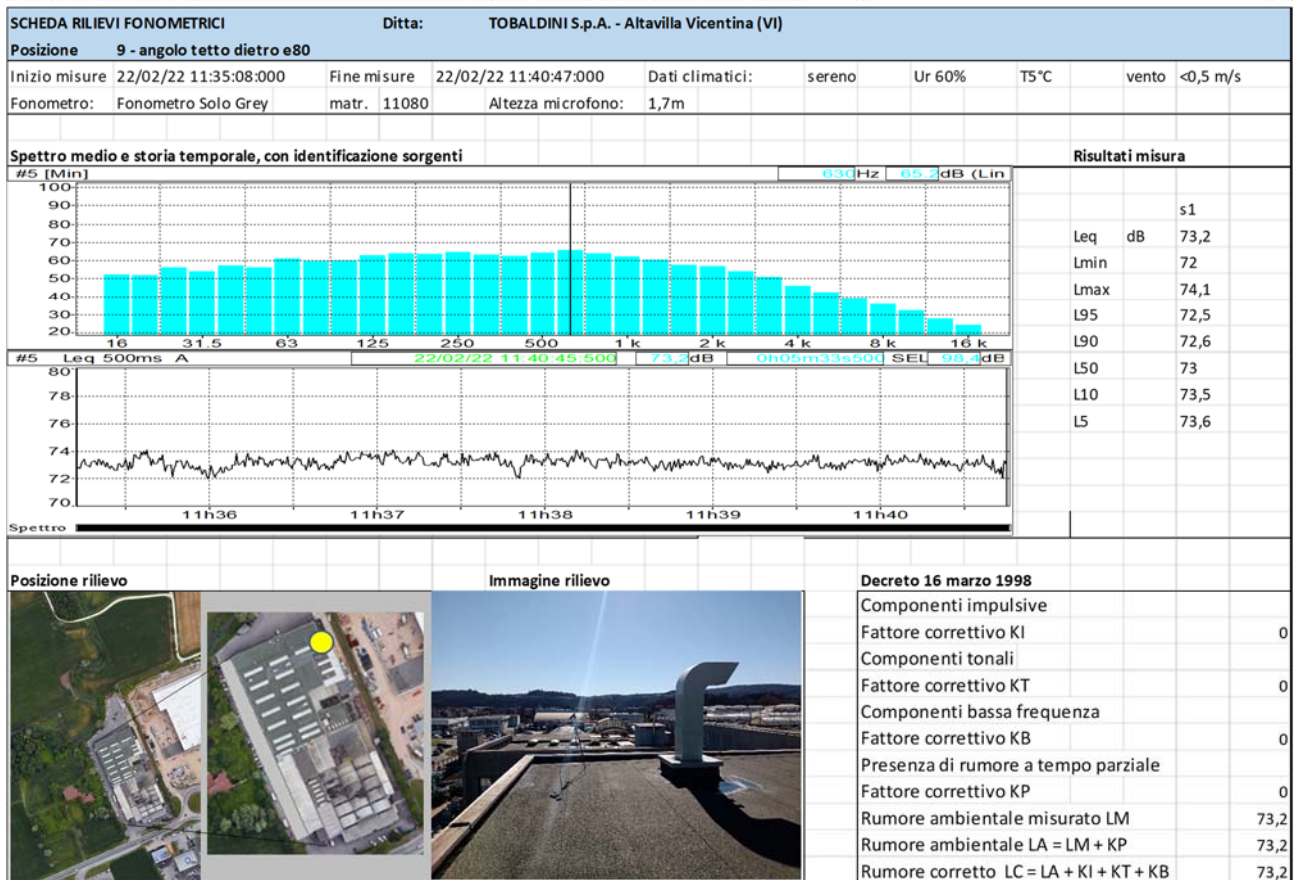 SCHEDA RILIEVI FONOMETRICI Ditta: TOBALDINI S.p.A. - Altavilla Vicentina (VI)
Posizione 9 - angolo tetto dietro e80
Inizio misure 22/02/22 11:35:08:000 Fine misure 22/02/22 11:40:47:000 Dati climatici: sereno Ur 60% T5°C vento <0,5 m/s
Fonometro: Fonometro Solo Grey matr. 11080 Altezza microfono: 1,7m
Spettro medio e storia temporale, con identificazione sorgenti
#5 [Min] 630 Hz 65.2 dB (Lin
100
90
80
70
60
50
40
30
20
16 31.5 63 125 250 500 1 k 2 k 4 k 8 k 16 k
#5 Leq 500ms A 22/02/22 11:40:45:500 73,2 dB 0h05m33s500 SEL 98,4 dB
80
78
76
74
72
70
11h36 11h37 11h38 11h39 11h40
Spettro
Risultati misura
s1
Leq dB 73,2
Lmin 72
Lmax 74,1
L95 72,5
L90 72,6
L50 73
L10 73,5
L5 73,6
Posizione rilievo
Immagine rilievo
Decreto 16 marzo 1998
Componenti impulsive
Fattore correttivo KI 0
Componenti tonali
Fattore correttivo KT 0
Componenti bassa frequenza
Fattore correttivo KB 0
Presenza di rumore a tempo parziale
Fattore correttivo KP 0
Rumore ambientale misurato LM 73,2
Rumore ambientale LA = LM + KP 73,2
Rumore corretto LC = LA + KI + KT + KB 73,2